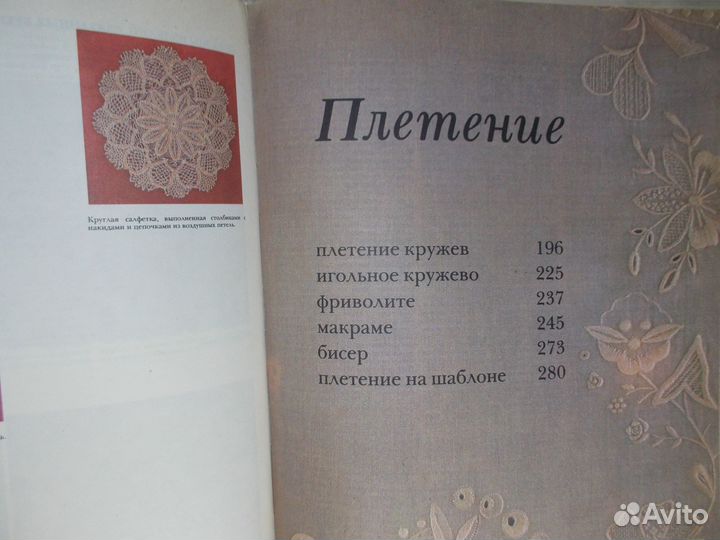 Круглая салфетка, выполненная столбиками с
накидами и цепочками из воздушных петель.
Плетение
плетение кружев 196
игольное кружево 225
фриволите 237
макраме 245
бисер 273
плетение на шаблоне 280
Avito